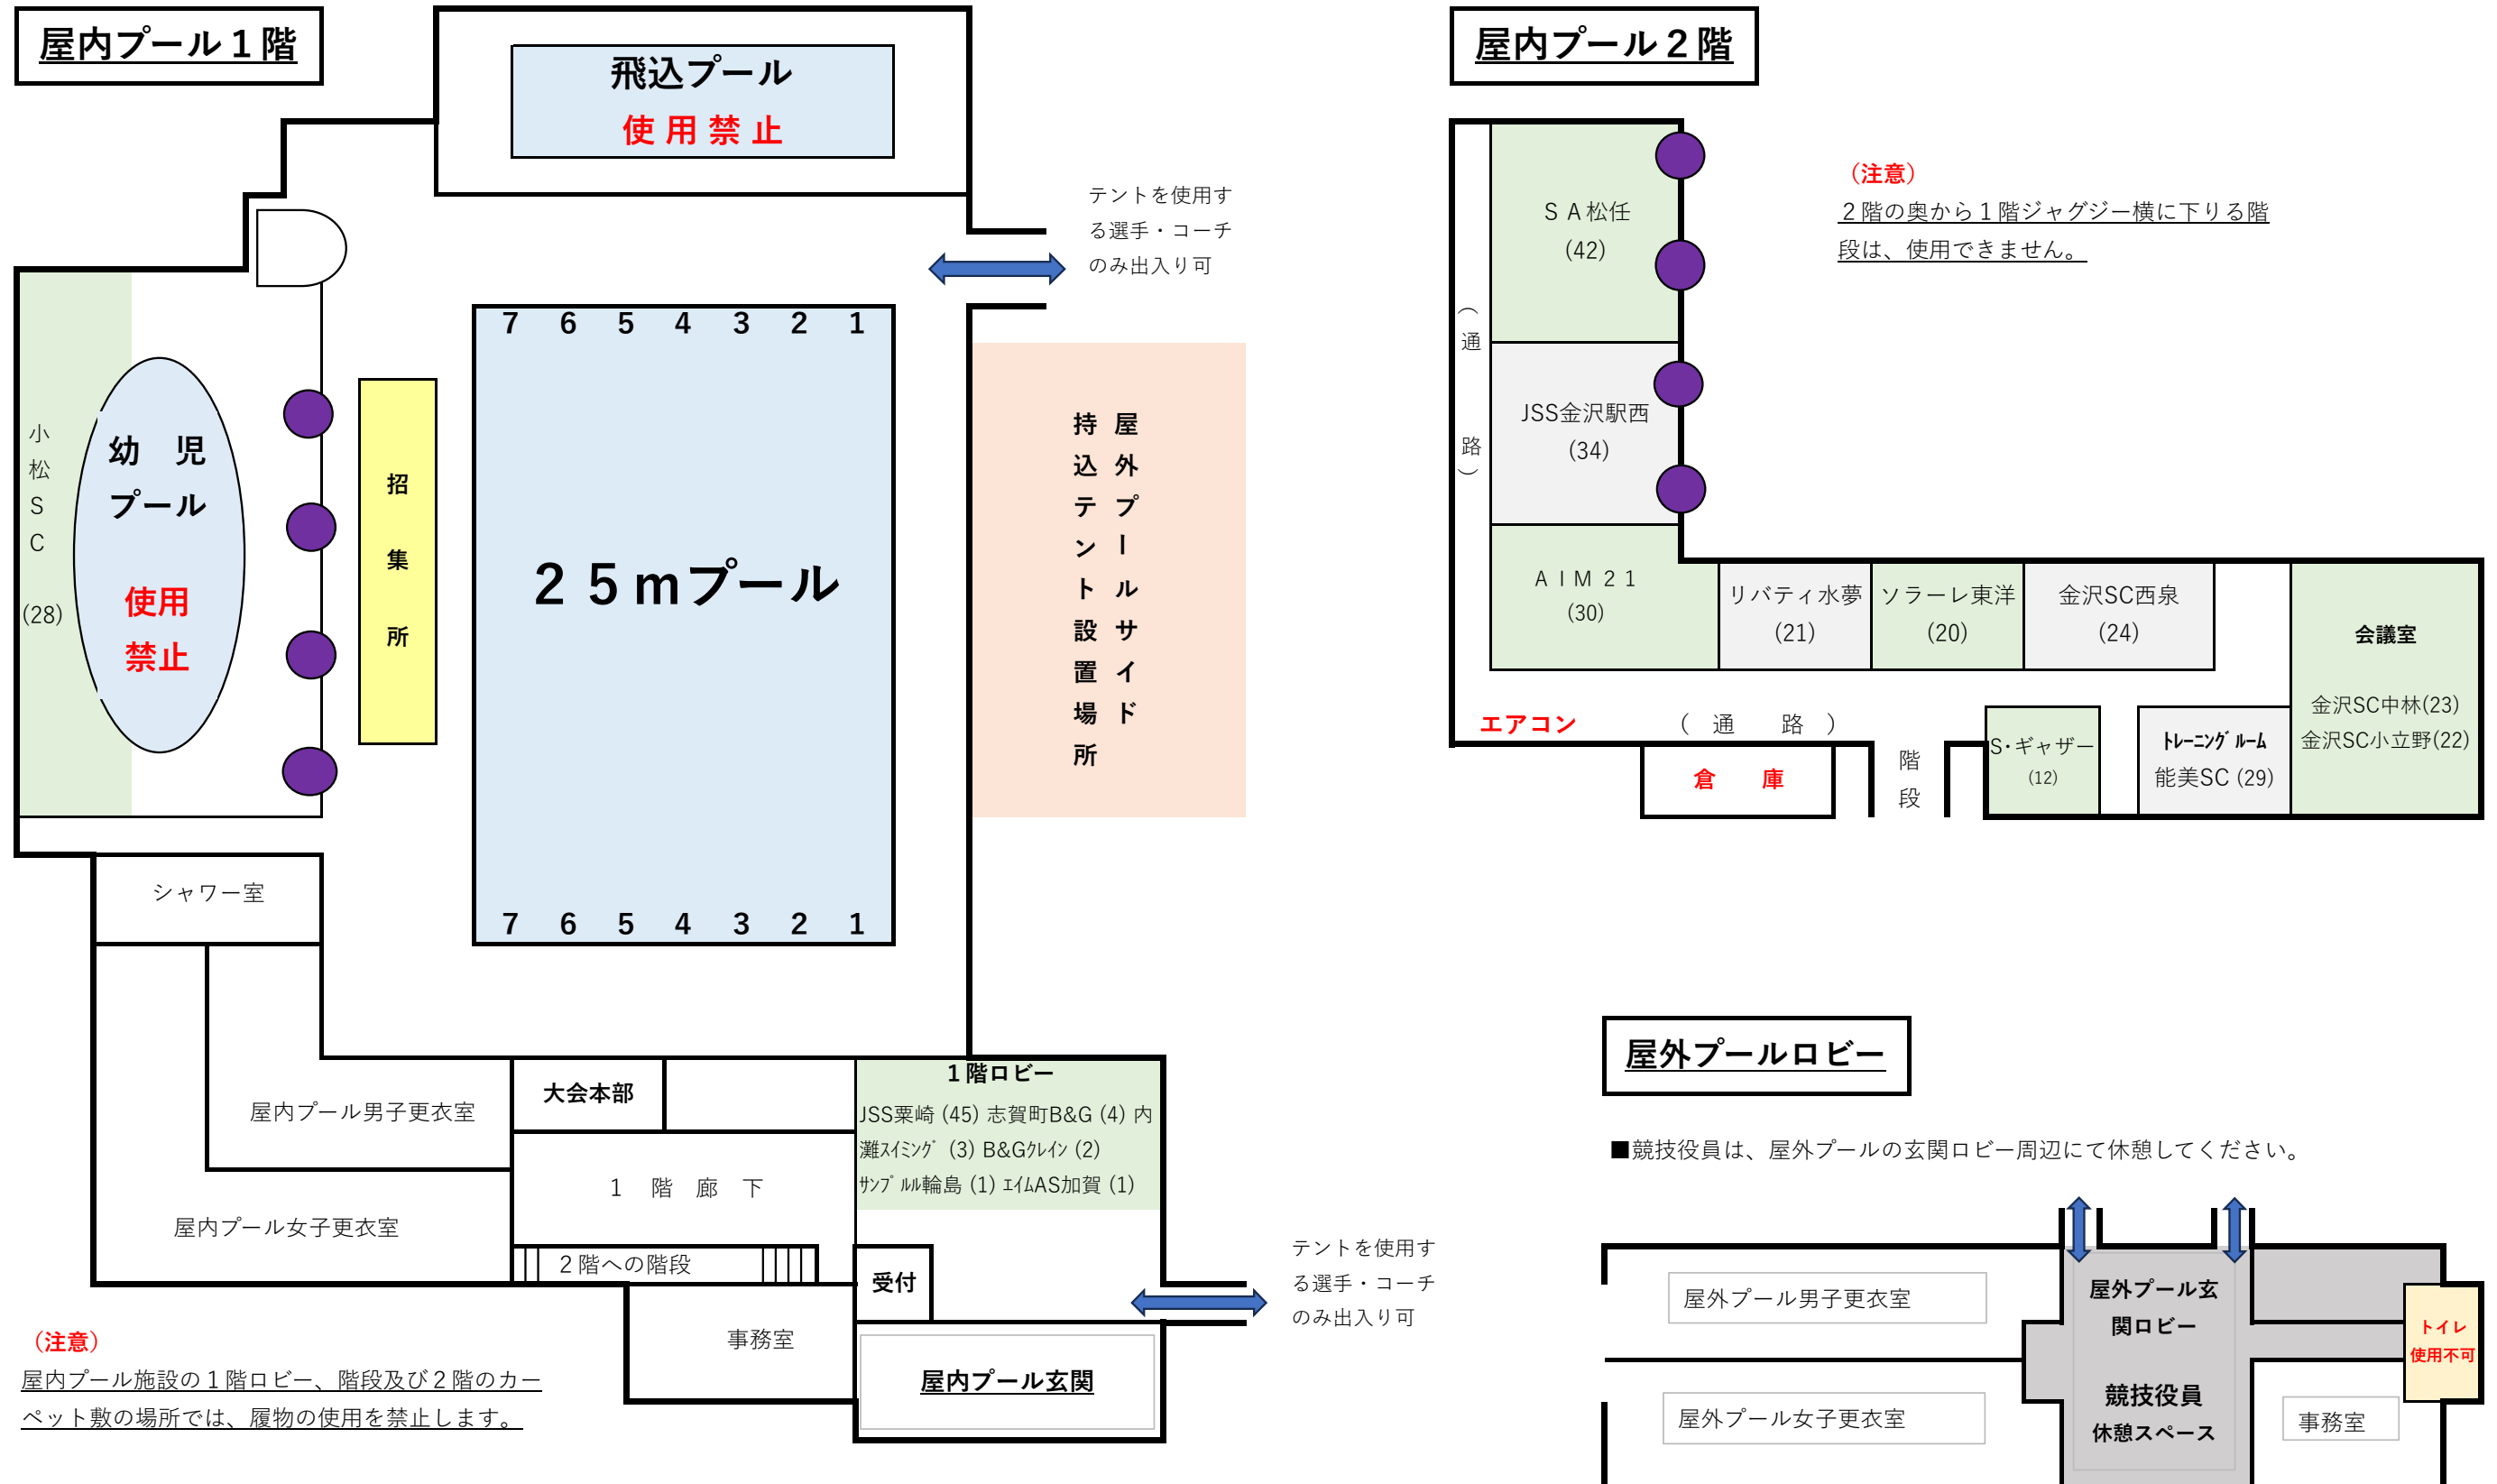 屋内プール１階
飛込プール
使 用 禁 止
テントを使用す
る選手・コーチ
のみ出入り可
7 6 5 4 3 2 1
小松SC
(28)
幼 児
プール
使用
禁止
招集所
２５ｍプール
屋外プールサイド
持込テント設置場所
7 6 5 4 3 2 1
シャワー室
屋内プール男子更衣室
屋内プール女子更衣室
大会本部
１ 階 廊 下
２階への階段
１階ロビー
JSS粟崎 (45) 志賀町B&G (4) 内
灘ｽｲﾐﾝｸﾞ (3) B&Gｸﾚｲﾝ (2)
ｻﾝﾌﾟﾙﾙ輪島 (1) ｴｲﾑAS加賀 (1)
受付
事務室
屋内プール玄関
テントを使用す
る選手・コーチ
のみ出入り可
（注意）
屋内プール施設の１階ロビー、階段及び２階のカー
ペット敷の場所では、履物の使用を禁止します。
屋内プール２階
（注意）
２階の奥から１階ジャグジー横に下りる階
段は、使用できません。
（通 路）
ＳＡ松任
(42)
JSS金沢駅西
(34)
ＡＩＭ２１
(30)
リバティ水夢
(21)
ソラーレ東洋
(20)
金沢SC西泉
(24)
会議室
金沢SC中林(23)
金沢SC小立野(22)
エアコン
（ 通 路 ）
倉 庫
階段
S･ギャザー
(12)
ﾄﾚｰﾆﾝｸﾞﾙｰﾑ
能美SC (29)
屋外プールロビー
■競技役員は、屋外プールの玄関ロビー周辺にて休憩してください。
屋外プール男子更衣室
屋外プール女子更衣室
屋外プール玄
関ロビー
競技役員
休憩スペース
トイレ
使用不可
事務室